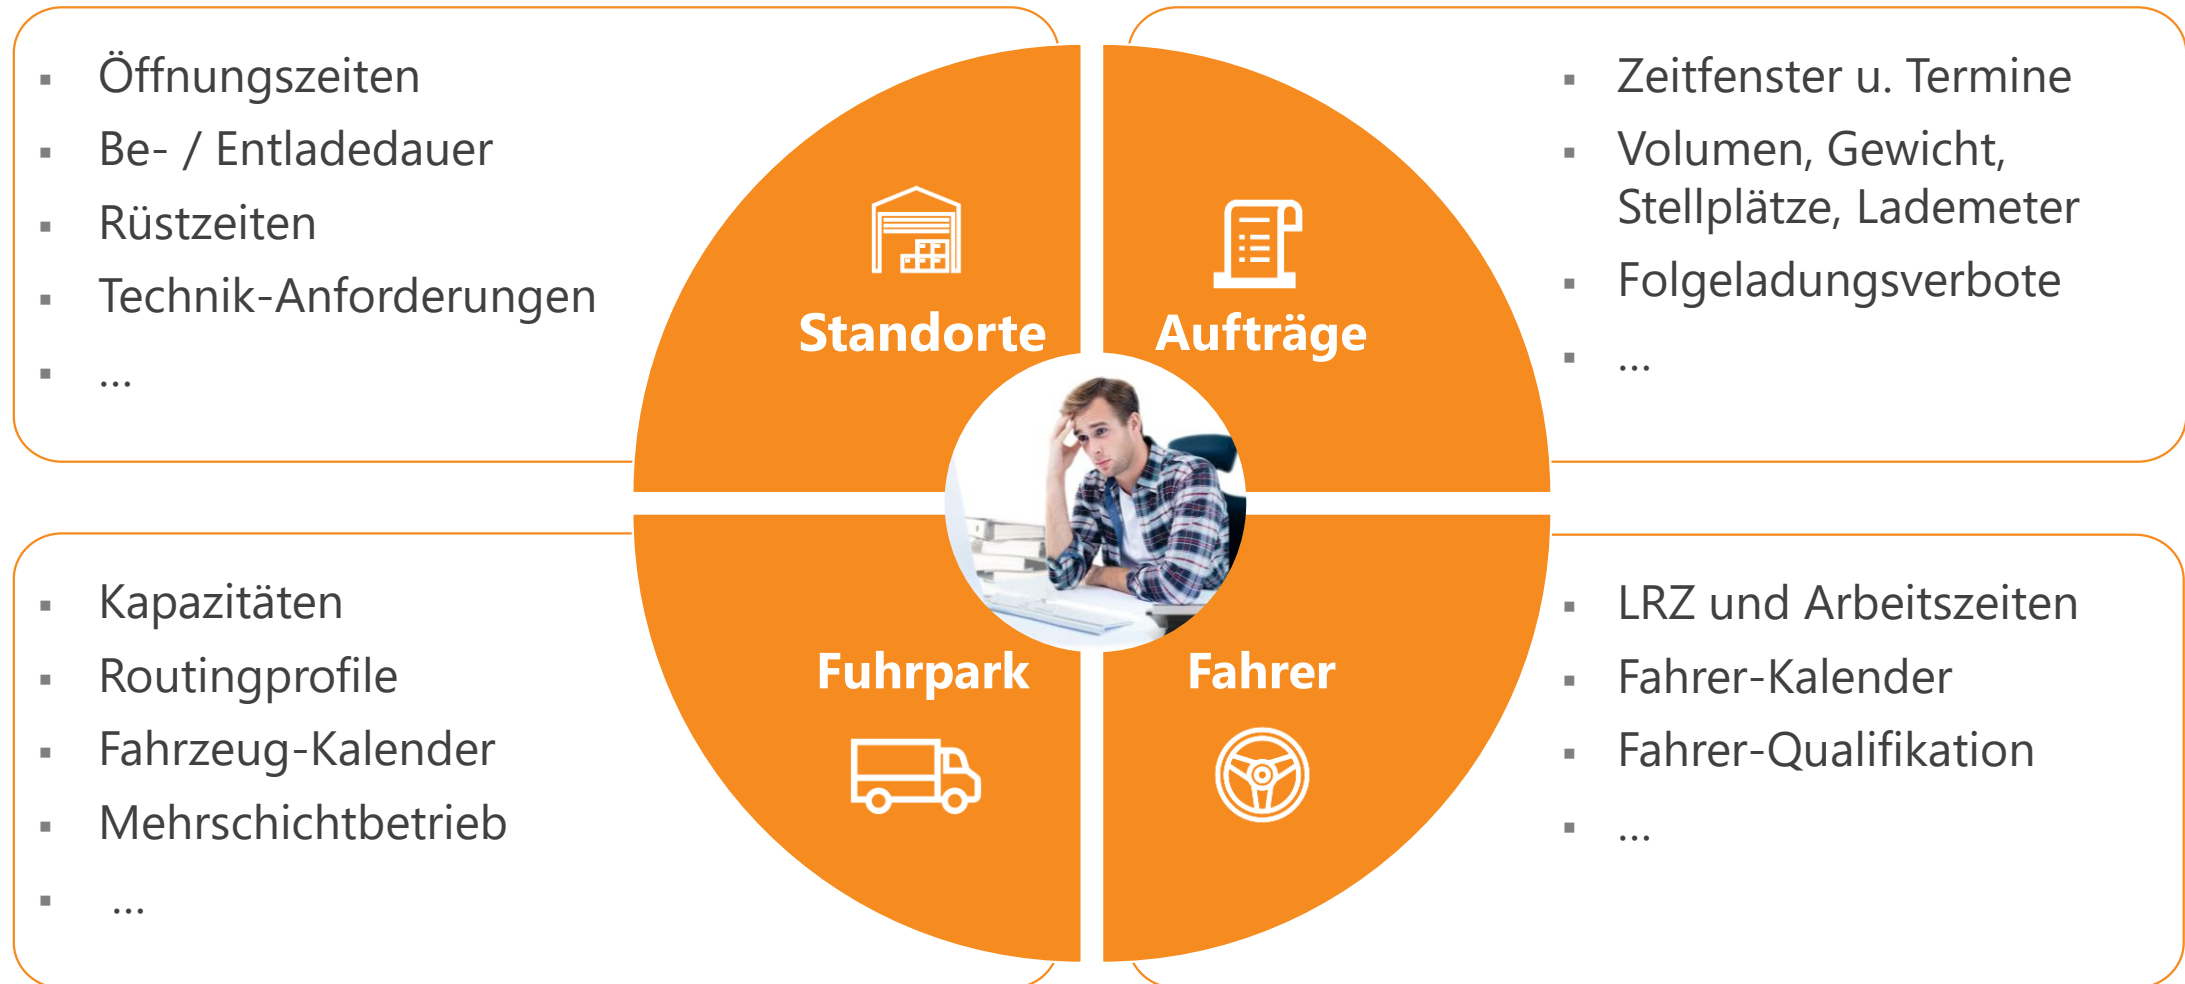 ▪ Öffnungszeiten
▪ Be- / Entladedauer
▪ Rüstzeiten
▪ Technik-Anforderungen
▪ ...
Standorte
Aufträge
▪ Zeitfenster u. Termine
▪ Volumen, Gewicht,
Stellplätze, Lademeter
▪ Folgeladungsverbote
▪ ...
▪ Kapazitäten
▪ Routingprofile
▪ Fahrzeug-Kalender
▪ Mehrschichtbetrieb
▪ ...
Fuhrpark
Fahrer
▪ LRZ und Arbeitszeiten
▪ Fahrer-Kalender
▪ Fahrer-Qualifikation
▪ ...